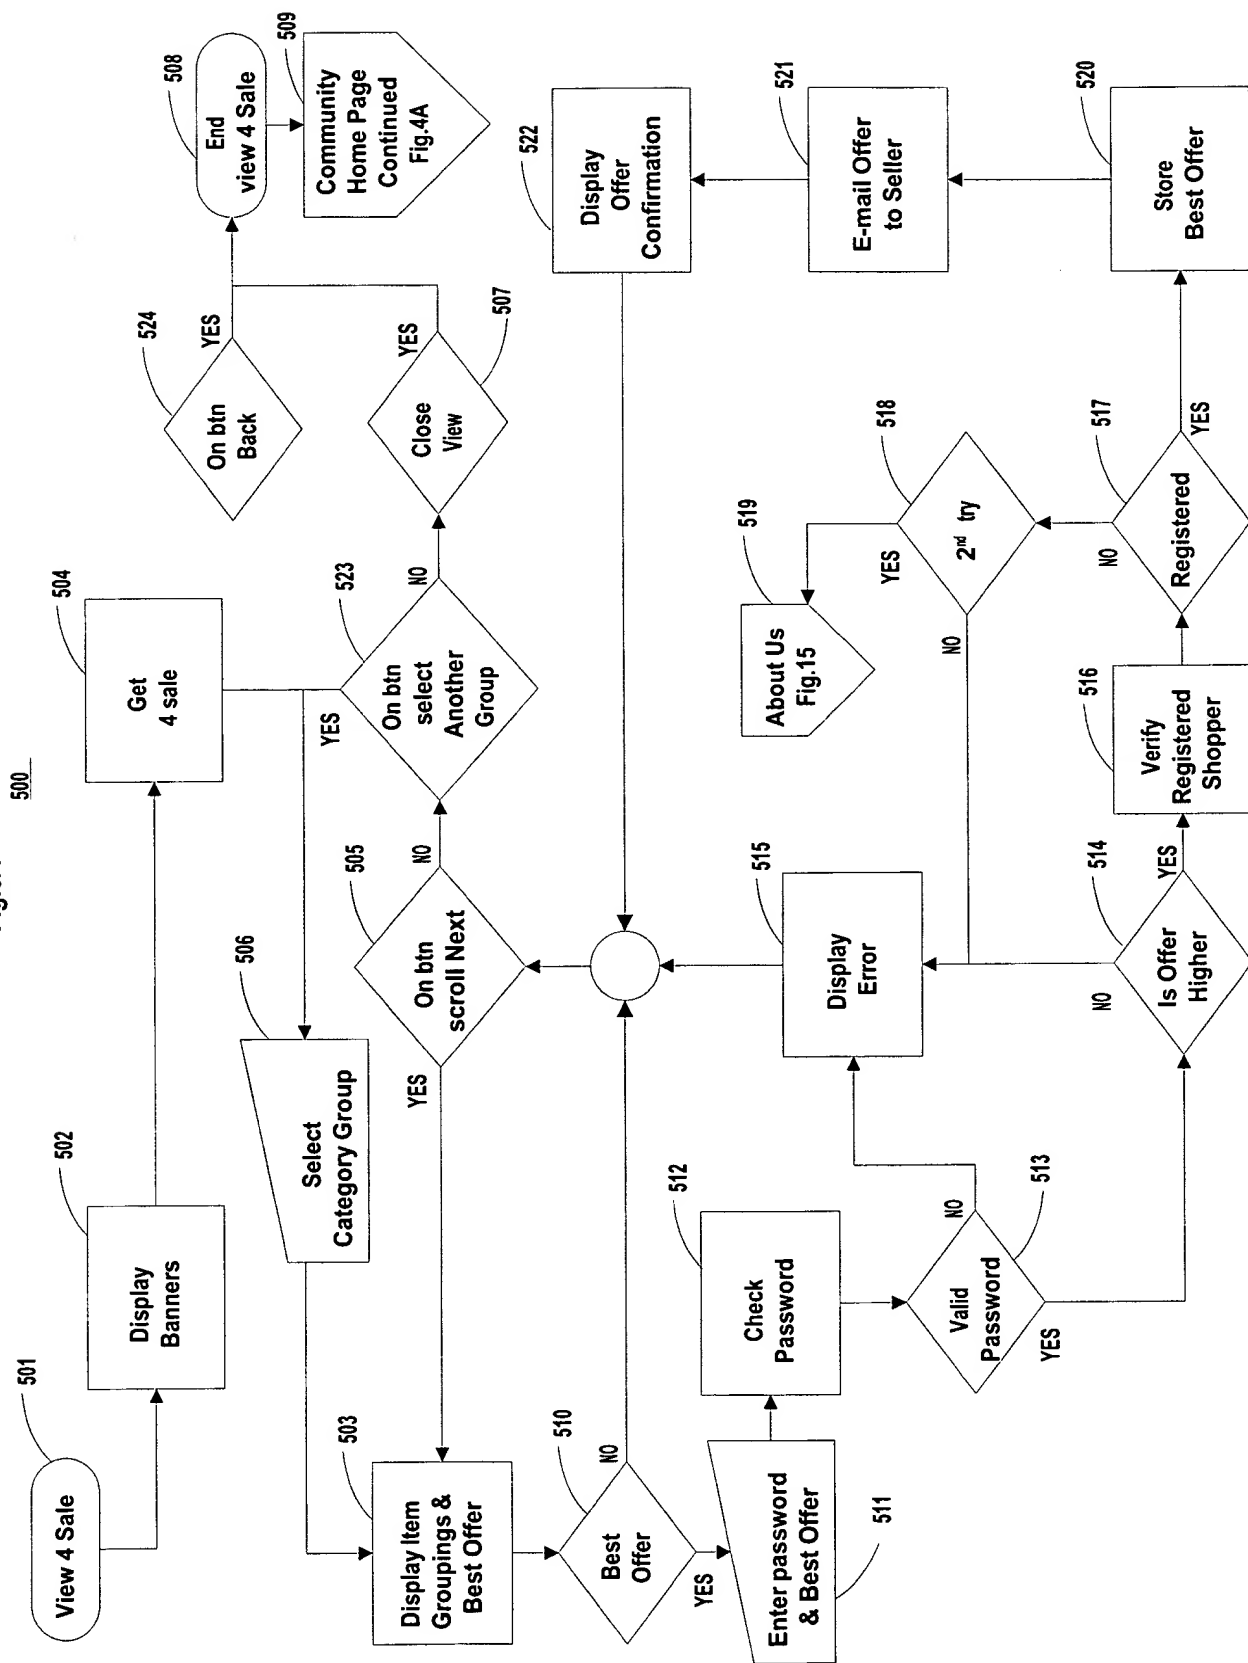 500
501
View 4 Sale
502
Display
Banners
504
Get
4 sale
506
Select
Category Group
503
Display Item
Groupings &
Best Offer
505
On btn
scroll Next
YES
NO
523
On btn
select
Another
Group
YES
NO
507
Close
View
YES
524
On btn
Back
YES
508
End
view 4 Sale
509
Community
Home Page
Continued
Fig.4A
510
Best
Offer
NO
YES
511
Enter password
& Best Offer
512
Check
Password
513
Valid
Password
NO
YES
514
Is Offer
Higher
NO
YES
515
Display
Error
516
Verify
Registered
Shopper
517
Registered
NO
YES
518
2nd try
YES
NO
519
About Us
Fig.15
520
Store
Best Offer
521
E-mail Offer
to Seller
522
Display
Offer
Confirmation